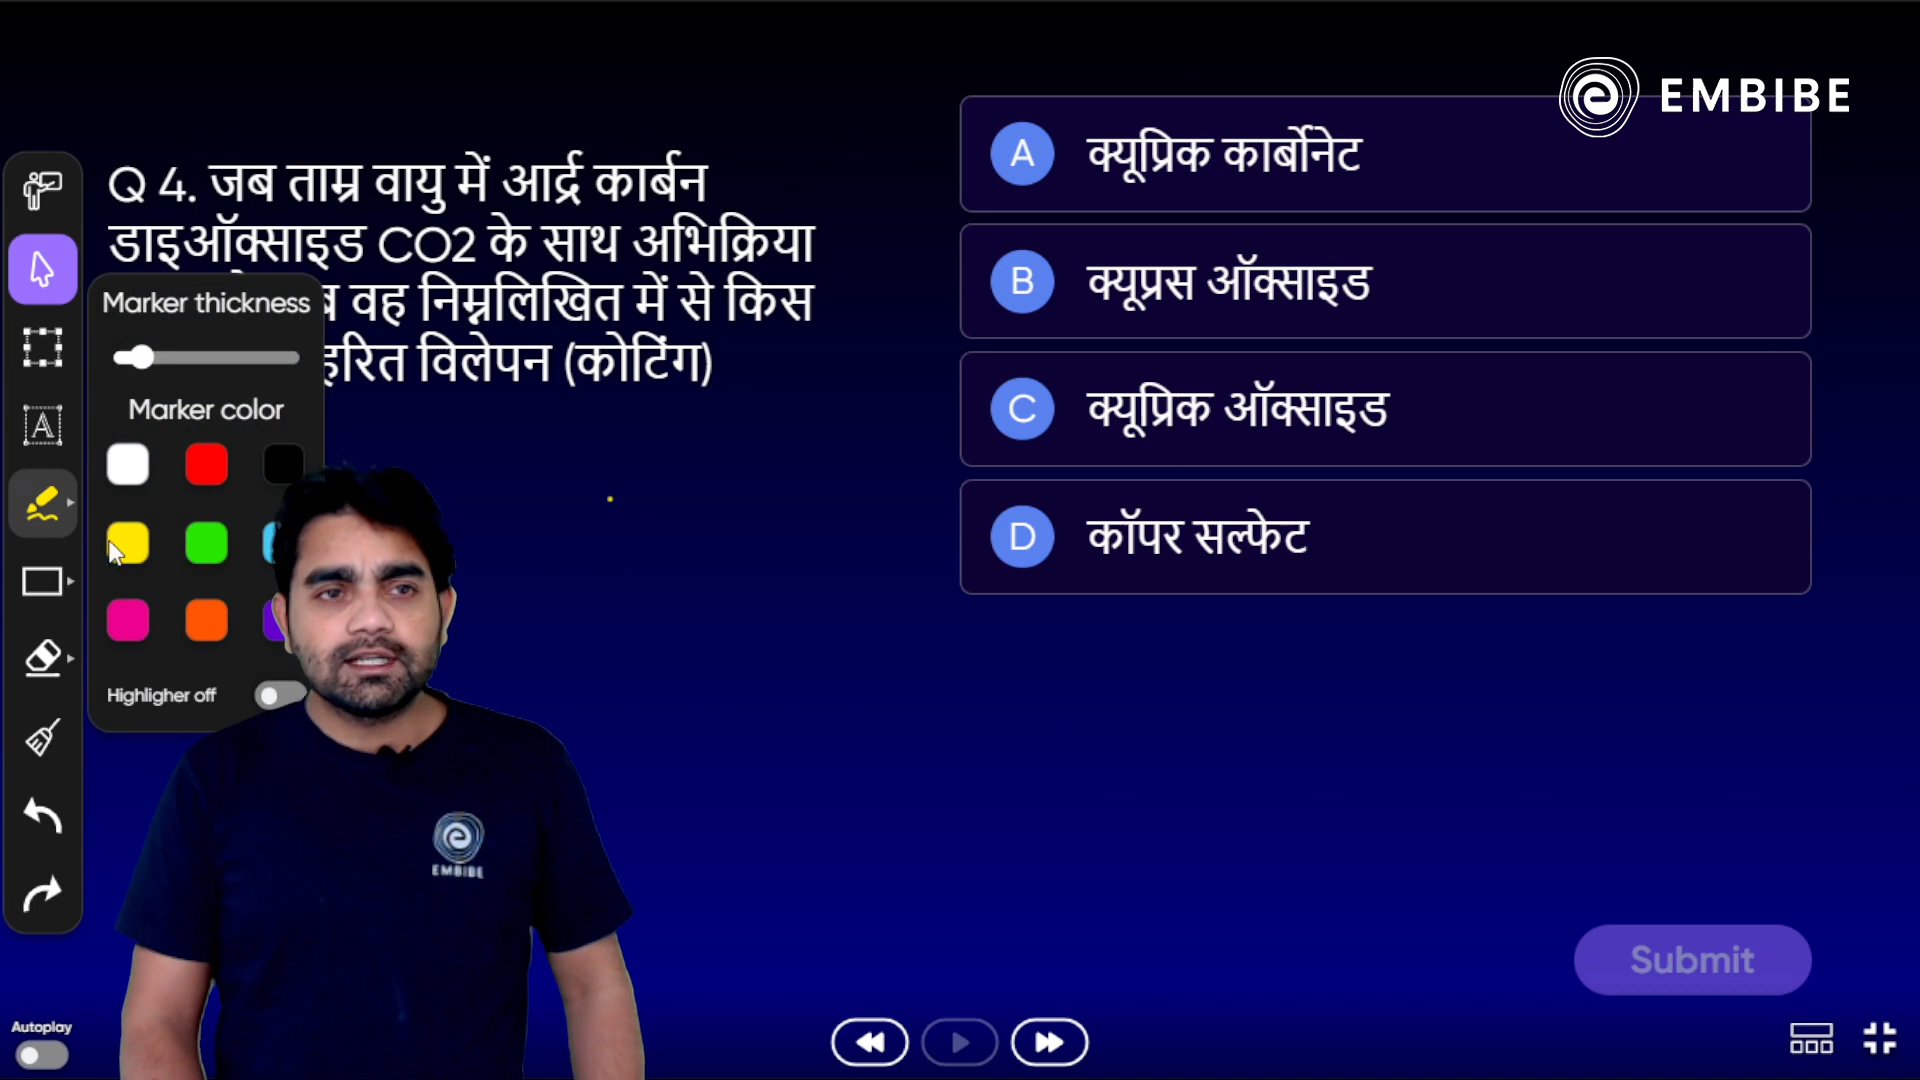 EMBIBE
Q 4. जब ताम्र वायु में आर्द्र कार्बन
डाइऑक्साइड CO2 के साथ अभिक्रिया
वह निम्नलिखित में से किस
हरित विलेपन (कोटिंग)
A क्यूप्रिक कार्बोनेट
B क्यूप्रस ऑक्साइड
C क्यूप्रिक ऑक्साइड
D कॉपर सल्फेट
Marker thickness
Marker color
Highligher off
A
EMBIBE
Submit
Autoplay